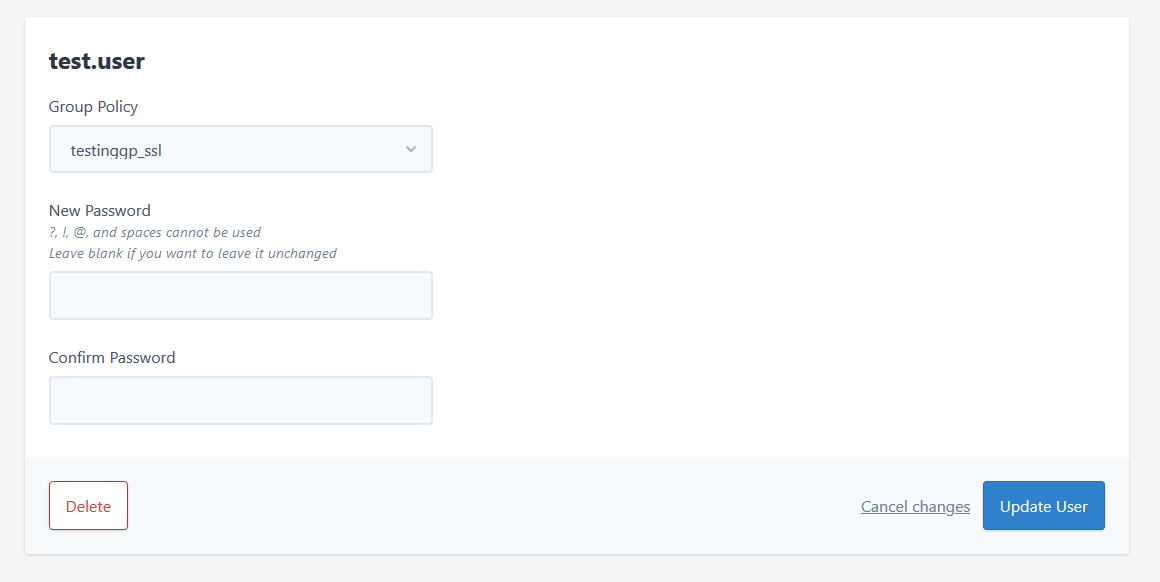 test.user
Group Policy
testinggp_ssl
New Password
?, !, @, and spaces cannot be used
Leave blank if you want to leave it unchanged
Confirm Password
Delete
Cancel changes
Update User